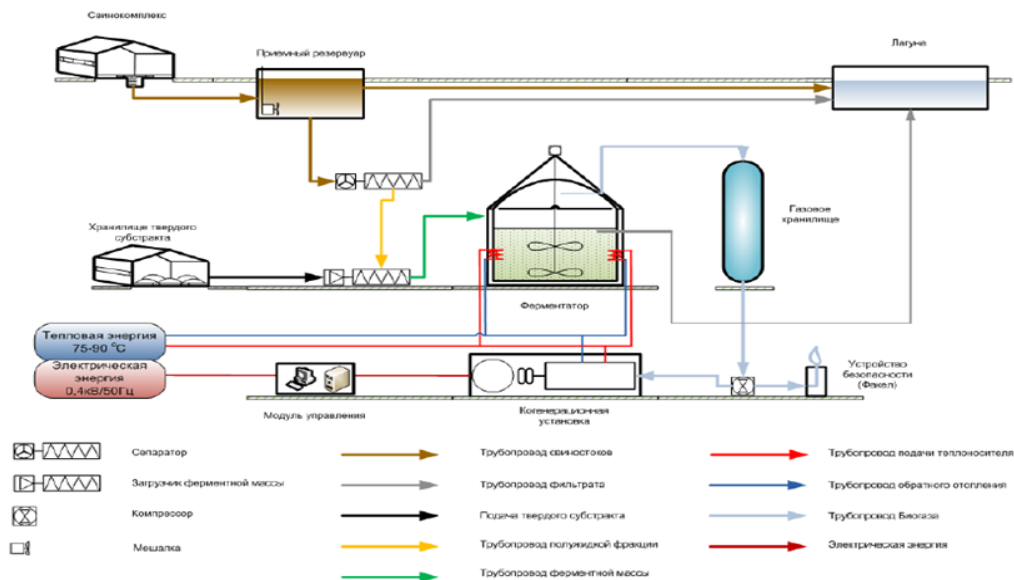 Свинокомплекс
Приемный резервуар
Лагуна
Хранилище твердого
субстракта
Газовое
хранилище
Ферментатор
Тепловая энергия
75-90 °С
Электрическая
энергия
0,4кВ/50Гц
Модуль управления
Когенерационная
установка
Устройство
безопасности
(Факел)
Сепаратор
Трубопровод свиностоков
Трубопровод подачи теплоносителя
Загрузчик ферментной массы
Трубопровод фильтрата
Трубопровод обратного отопления
Компрессор
Подача твердого субстракта
Трубопровод Биогаза
Мешалка
Трубопровод полужидкой фракции
Электрическая энергия
Трубопровод ферментной массы